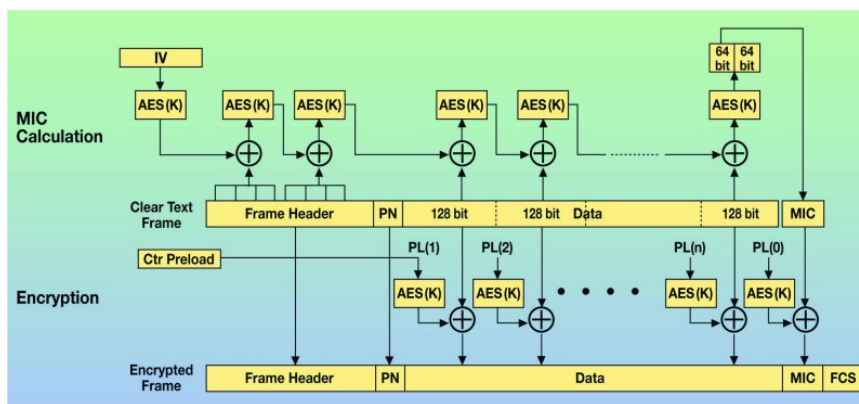 IV
64 bit
64 bit
AES(K)
AES(K)
AES(K)
AES(K)
AES(K)
AES(K)
MIC
Calculation
Clear Text
Frame
Frame Header
PN
128 bit
128 bit
Data
128 bit
MIC
PL(1)
PL(2)
PL(n)
PL(0)
Ctr Preload
AES(K)
AES(K)
AES(K)
AES(K)
Encryption
Encrypted
Frame
Frame Header
PN
Data
MIC
FCS